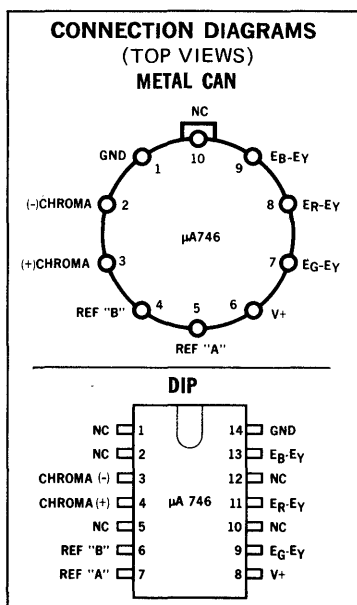 CONNECTION DIAGRAMS
(TOP VIEWS)
METAL CAN
NC
10
GND 1 9 EB-EY
(-)CHROMA 2 8 ER-EY
μA746
(+)CHROMA 3 7 EG-EY
REF "B" 4 5 6 V+
REF "A"
DIP
NC 1 14 GND
NC 2 13 EB-EY
CHROMA (-) 3 12 NC
CHROMA (+) 4 μA 746 11 ER-EY
NC 5 10 NC
REF "B" 6 9 EG-EY
REF "A" 7 8 V+